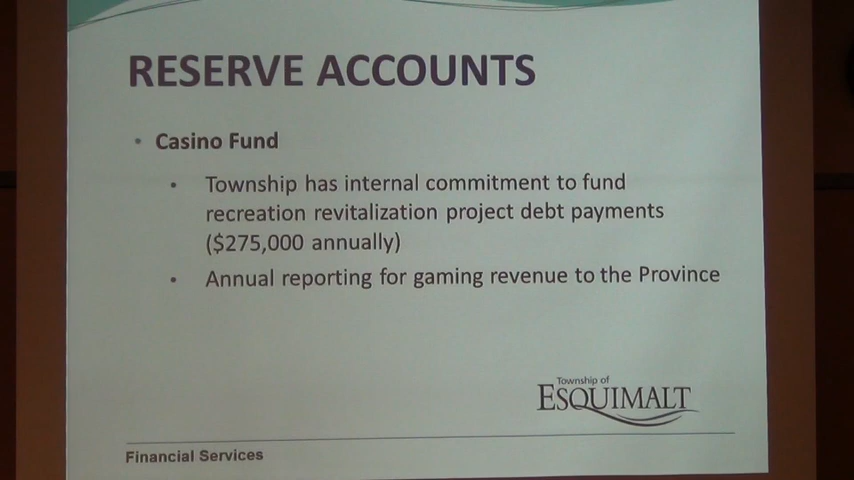 RESERVE ACCOUNTS
• Casino Fund
• Township has internal commitment to fund
recreation revitalization project debt payments
($275,000 annually)
• Annual reporting for gaming revenue to the Province
Township of
ESQUIMALT
Financial Services